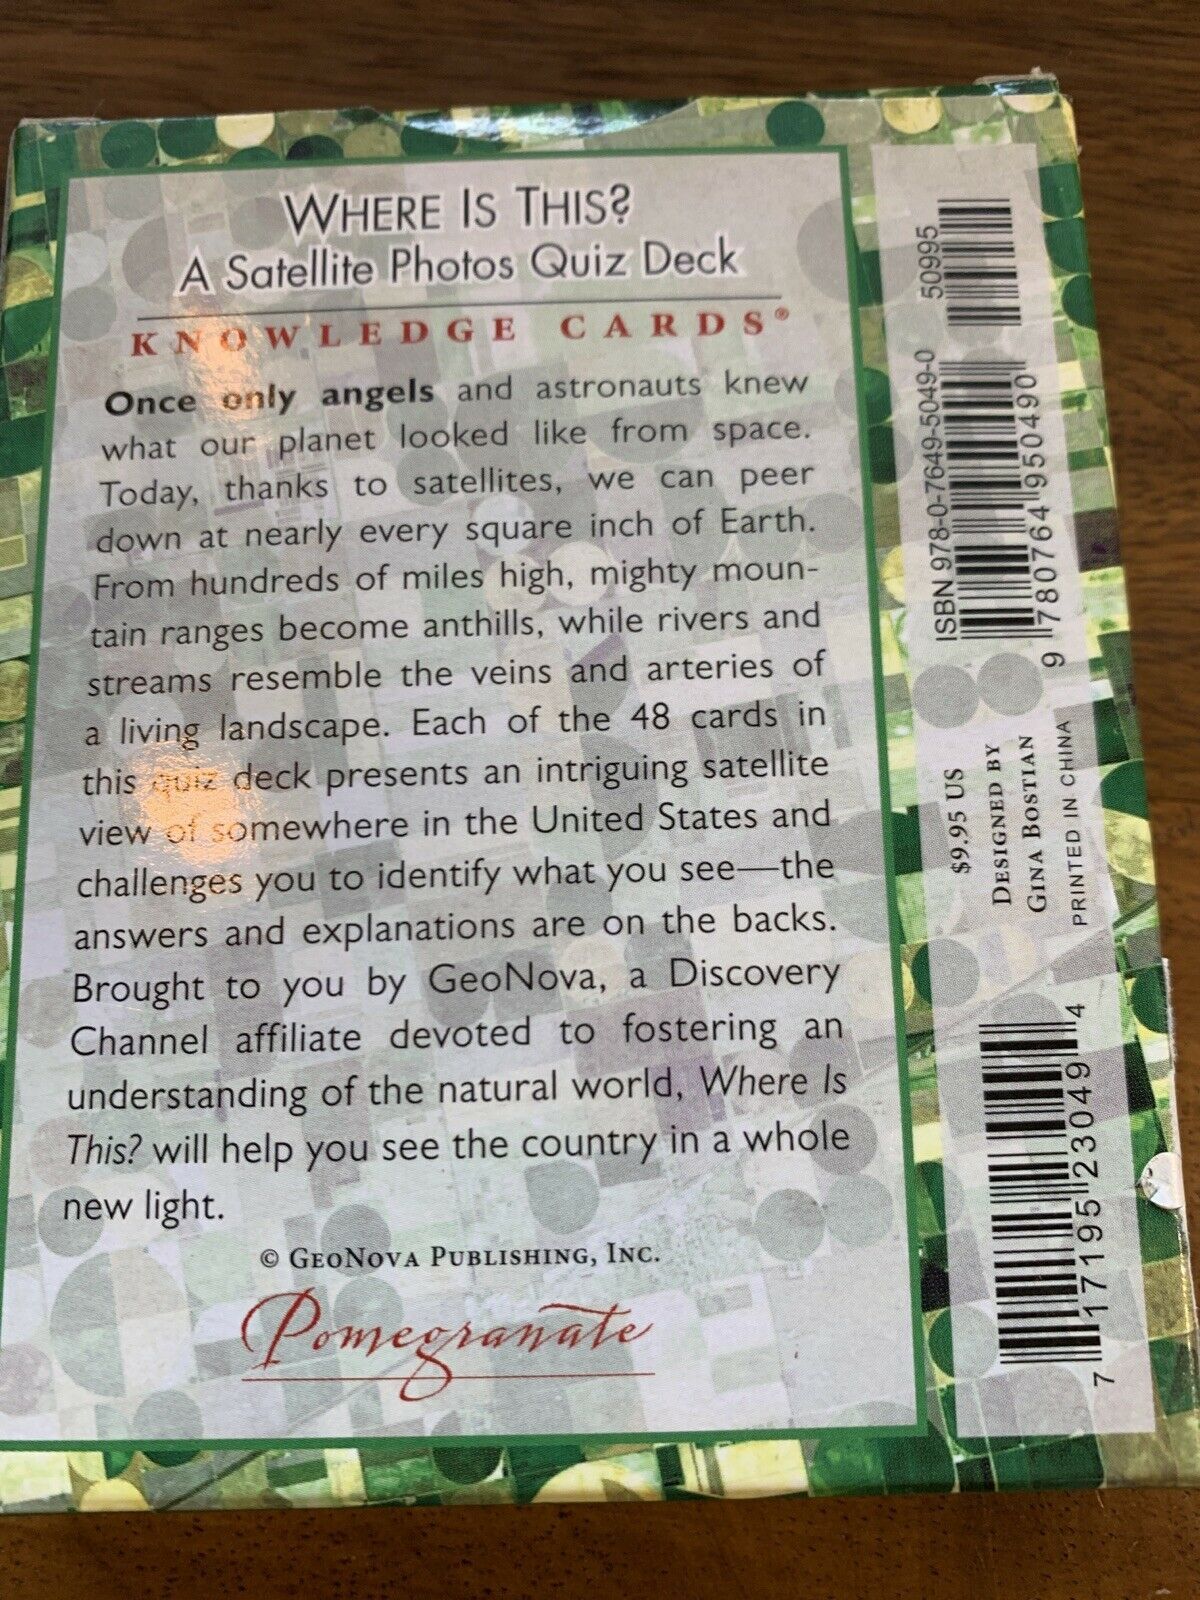 WHERE IS THIS?
A Satellite Photos Quiz Deck
KNOWLEDGE CARDS®
Once only angels and astronauts knew
what our planet looked like from space.
Today, thanks to satellites, we can peer
down at nearly every square inch of Earth.
From hundreds of miles high, mighty moun-
tain ranges become anthills, while rivers and
streams resemble the veins and arteries of
a living landscape. Each of the 48 cards in
this quiz deck presents an intriguing satellite
view of somewhere in the United States and
challenges you to identify what you see—the
answers and explanations are on the backs.
Brought to you by GeoNova, a Discovery
Channel affiliate devoted to fostering an
understanding of the natural world, Where Is
This? will help you see the country in a whole
new light.
© GEONOVA PUBLISHING, INC.
Pomegranate
50995
ISBN 978-0-7649-5049-0
9 780764 950490
$9.95 US
DESIGNED BY
GINA BOSTIAN
PRINTED IN CHINA
7 17195 23049 4